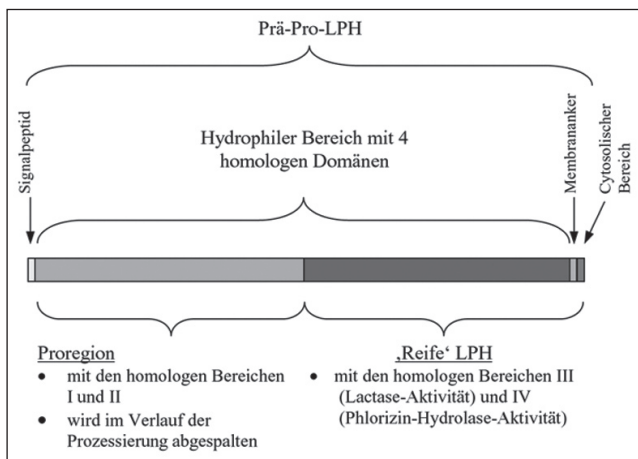 Prä-Pro-LPH
Signalpeptid
Hydrophiler Bereich mit 4
homologen Domänen
Membrananker
Cytosolischer
Bereich
Proregion
• mit den homologen Bereichen
I und II
• wird im Verlauf der
Prozessierung abgespalten
‚Reife‘ LPH
• mit den homologen Bereichen III
(Lactase-Aktivität) und IV
(Phlorizin-Hydrolase-Aktivität)